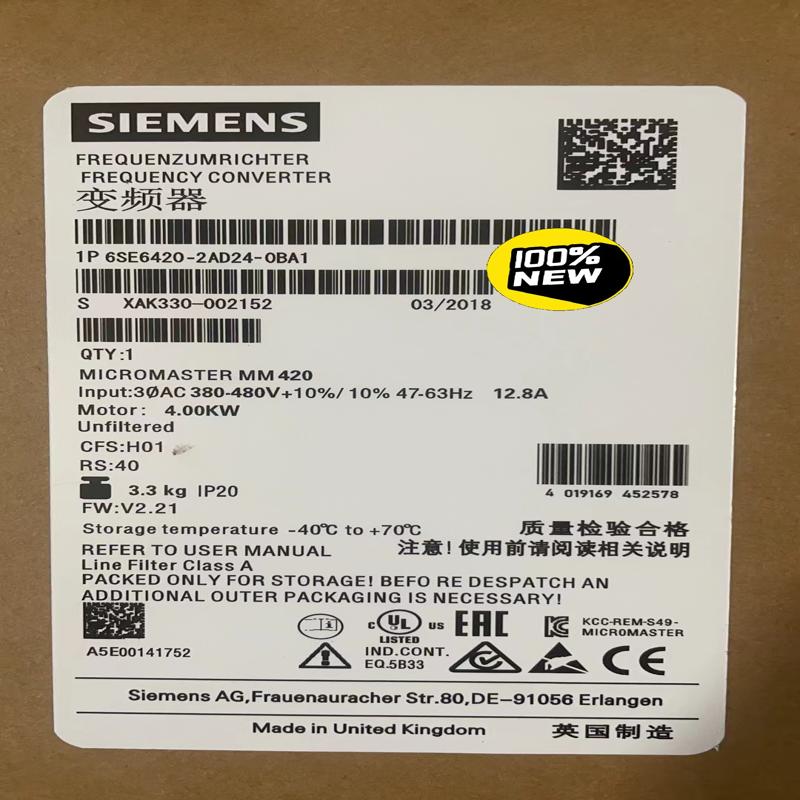 SIEMENS
FREQUENZUMRICHTER
FREQUENCY CONVERTER
变频器
1P 6SE6420-2AD24-0BA1
100%
NEW
S XAK330-002152 03/2018
QTY:1
MICROMASTER MM 420
Input:3ØAC 380-480V+10%/ 10% 47-63Hz 12.8A
Motor: 4.00KW
Unfiltered
CFS:H01
RS:40
3.3 kg IP20
4 019169 452578
FW:V2.21
Storage temperature -40℃ to +70℃ 质量检验合格
REFER TO USER MANUAL 注意!使用前请阅读相关说明
Line Filter Class A
PACKED ONLY FOR STORAGE! BEFO RE DESPATCH AN
ADDITIONAL OUTER PACKAGING IS NECESSARY!
A5E00141752
c UL us
LISTED
IND.CONT.
EQ.5B33
EAC
KCC-REM-S49-
MICROMASTER
CE
Siemens AG,Frauenauracher Str.80,DE-91056 Erlangen
Made in United Kingdom 英国制造